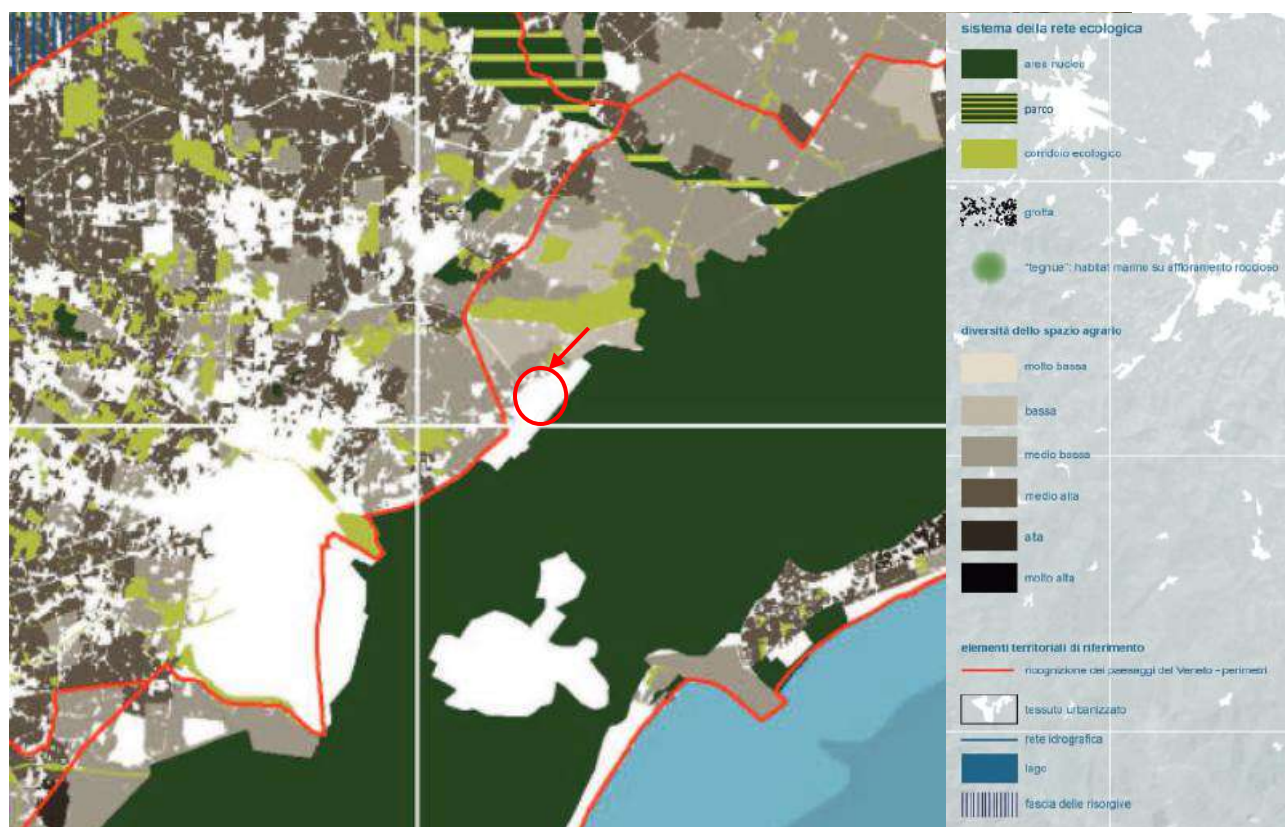 sistema della rete ecologica
area nucleo
parco
corridoio ecologico
grotta
"tegnùe": habitat marino su affioramento roccioso
diversità dello spazio agrario
molto bassa
bassa
medio bassa
medio alta
alta
molto alta
elementi territoriali di riferimento
ricognizione dei paesaggi del Veneto - perimetri
tessuto urbanizzato
rete idrografica
lago
fascia delle risorgive